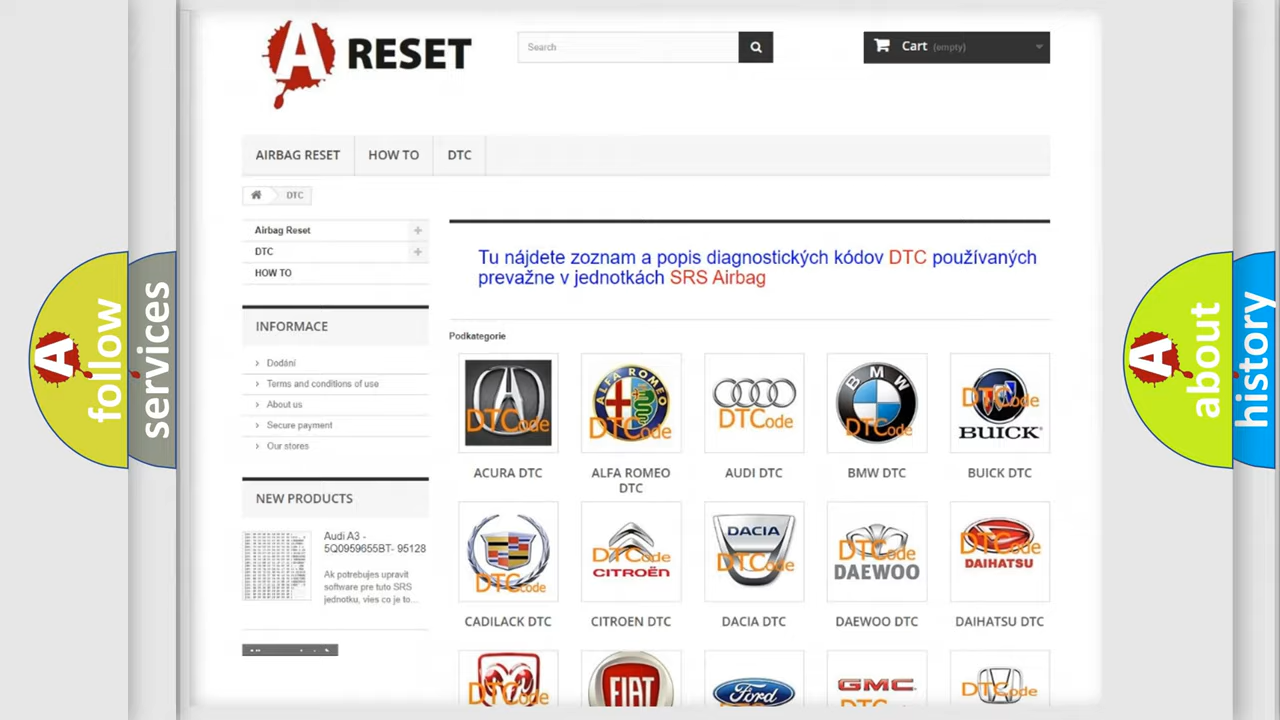 A RESET
Search
Cart (empty)
AIRBAG RESET
HOW TO
DTC
DTC
Airbag Reset
DTC
HOW TO
INFORMACE
Dodání
Terms and conditions of use
About us
Secure payment
Our stores
NEW PRODUCTS
Audi A3 -
5Q0959655BT- 95128
Ak potrebujes upravit
software pre tuto SRS
jednotku, vies co je to...
Tu nájdete zoznam a popis diagnostických kódov DTC používaných
prevažne v jednotkách SRS Airbag
Podkategorie
DTCode
ALFA ROMEO
DTCode
DTCode
BMW
DTCode
DTCode
BUICK
ACURA DTC
ALFA ROMEO
DTC
AUDI DTC
BMW DTC
BUICK DTC
DTCode
DTCode
CITROËN
DACIA
DTCode
DTCode
DAEWOO
DTCode
DAIHATSU
CADILACK DTC
CITROEN DTC
DACIA DTC
DAEWOO DTC
DAIHATSU DTC
DTCode
FIAT
Ford
GMC
DTCode
A follow
services
A about
history